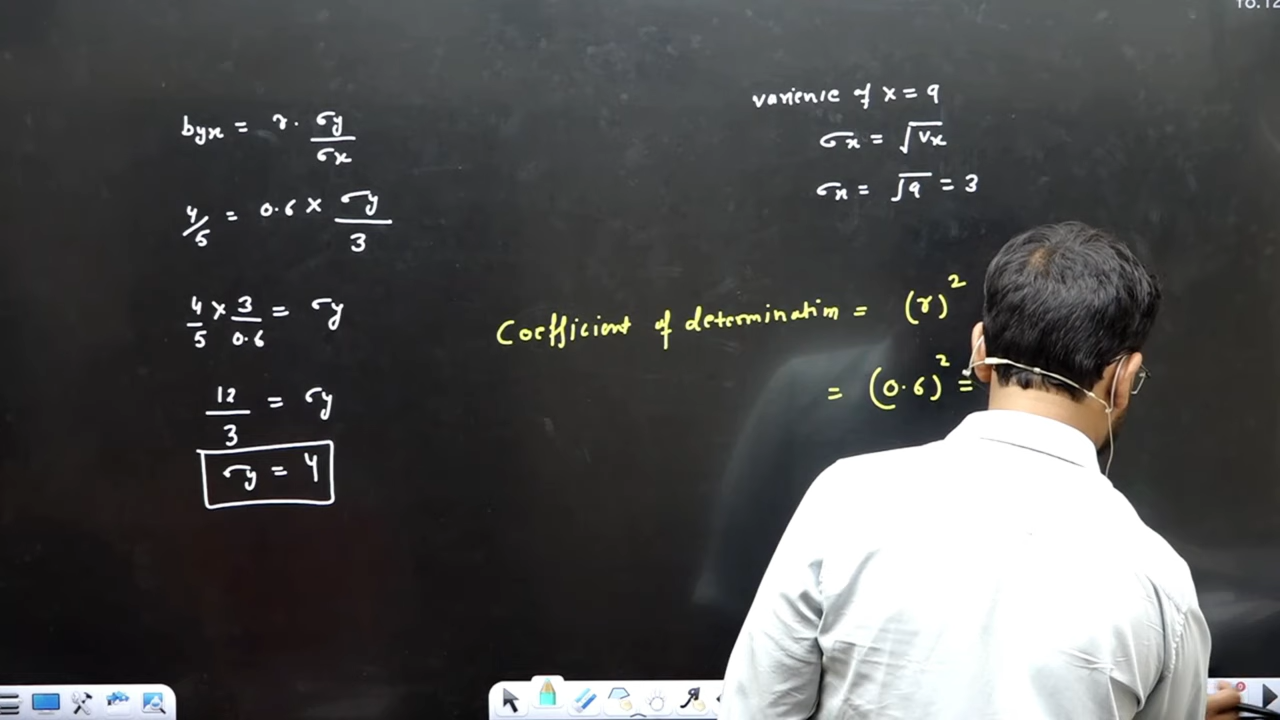 byx = r. σy / σx
4/5 = 0.6 × σy / 3
4/5 × 3/0.6 = σy
12/3 = σy
σy = 4
varience of x = 9
σx = √Vx
σx = √9 = 3
Coefficient of determination = (r)²
= (0.6)² =